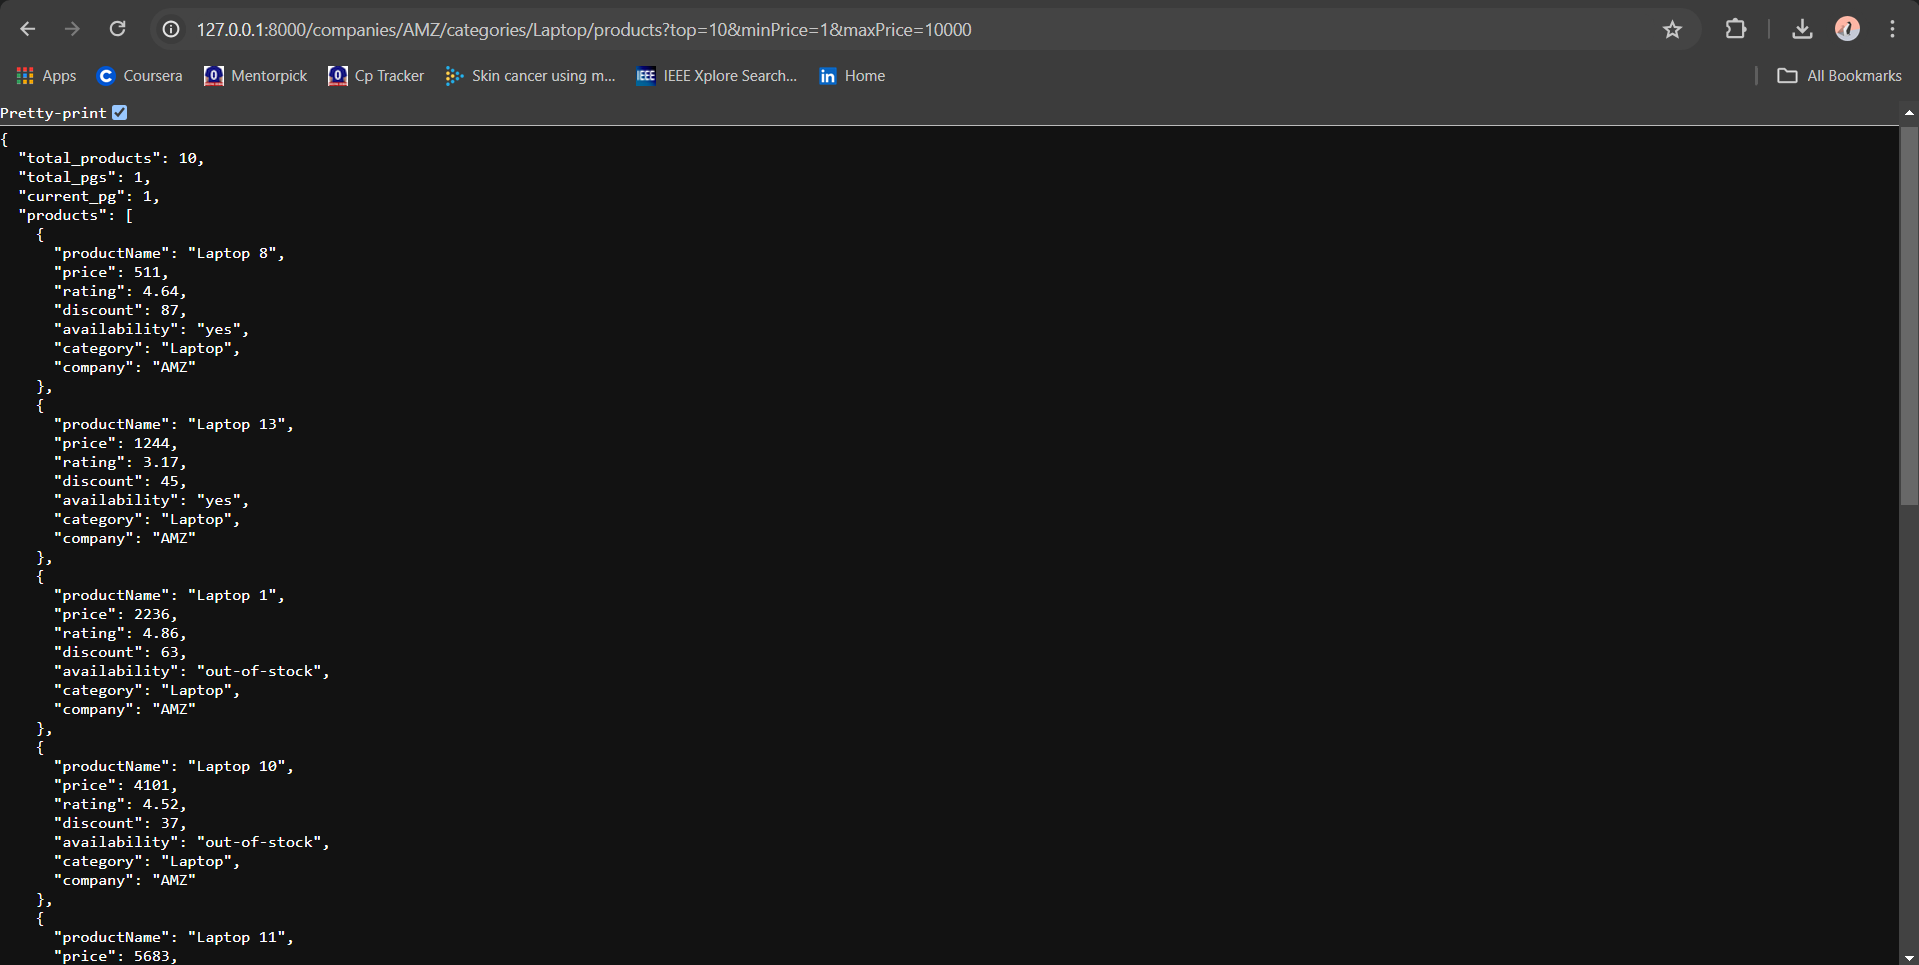 127.0.0.1:8000/companies/AMZ/categories/Laptop/products?top=10&minPrice=1&maxPrice=10000
Apps Coursera Mentorpick Cp Tracker Skin cancer using m... IEEE IEEE Xplore Search... in Home All Bookmarks
Pretty-print
{
  "total_products": 10,
  "total_pgs": 1,
  "current_pg": 1,
  "products": [
    {
      "productName": "Laptop 8",
      "price": 511,
      "rating": 4.64,
      "discount": 87,
      "availability": "yes",
      "category": "Laptop",
      "company": "AMZ"
    },
    {
      "productName": "Laptop 13",
      "price": 1244,
      "rating": 3.17,
      "discount": 45,
      "availability": "yes",
      "category": "Laptop",
      "company": "AMZ"
    },
    {
      "productName": "Laptop 1",
      "price": 2236,
      "rating": 4.86,
      "discount": 63,
      "availability": "out-of-stock",
      "category": "Laptop",
      "company": "AMZ"
    },
    {
      "productName": "Laptop 10",
      "price": 4101,
      "rating": 4.52,
      "discount": 37,
      "availability": "out-of-stock",
      "category": "Laptop",
      "company": "AMZ"
    },
    {
      "productName": "Laptop 11",
      "price": 5683,